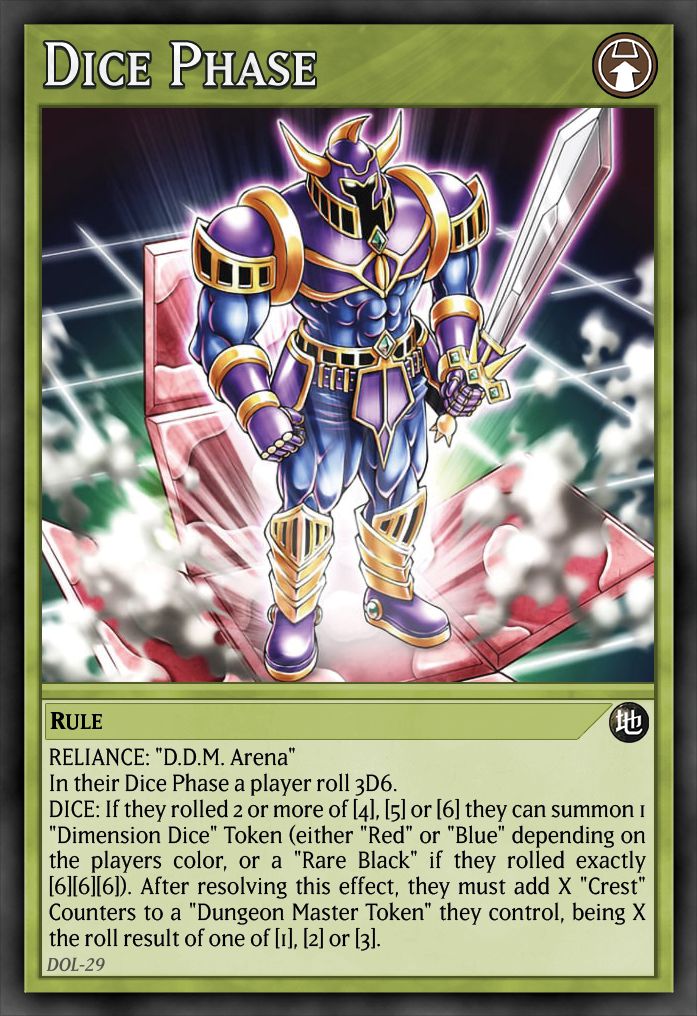 DICE PHASE
RULE
RELIANCE: "D.D.M. Arena"
In their Dice Phase a player roll 3D6.
DICE: If they rolled 2 or more of [4], [5] or [6] they can summon 1
"Dimension Dice" Token (either "Red" or "Blue" depending on
the players color, or a "Rare Black" if they rolled exactly
[6][6][6]). After resolving this effect, they must add X "Crest"
Counters to a "Dungeon Master Token" they control, being X
the roll result of one of [1], [2] or [3].
DOL-29